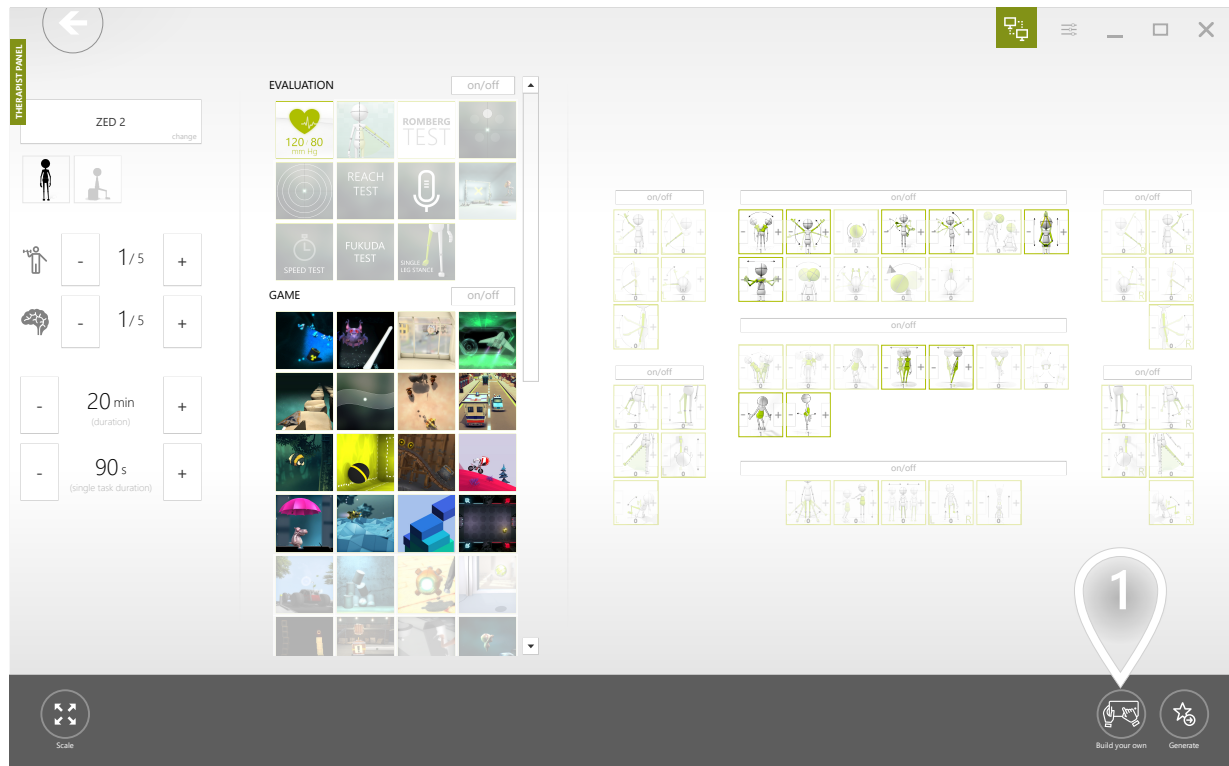 THERAPIST PANEL
ZED 2
change
1/5
1/5
20 min
(duration)
90 s
(single task duration)
EVALUATION
on/off
120 80
mm Hg
ROMBERG
TEST
REACH
TEST
SPEED TEST
FUKUDA
TEST
SINGLE
LEG STANCE
GAME
on/off
on/off
on/off
on/off
on/off
on/off
on/off
on/off
1
Scale
Build your own
Generate